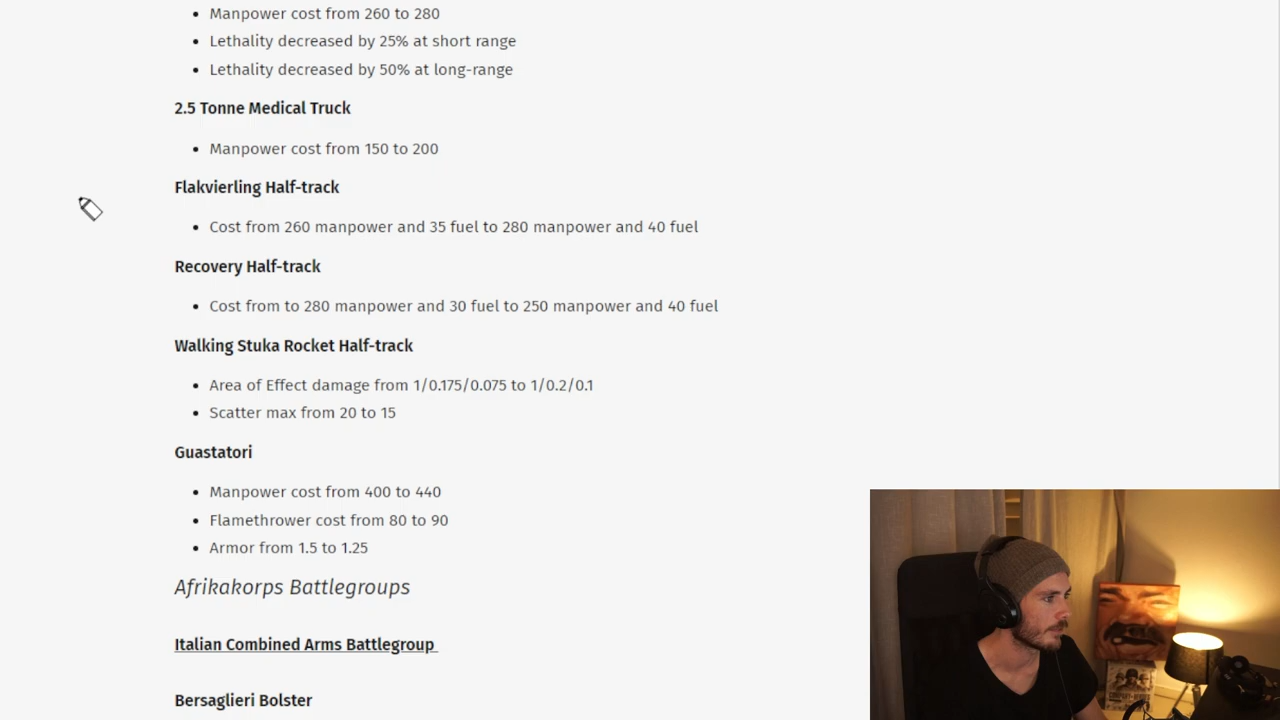 Manpower cost from 260 to 280
Lethality decreased by 25% at short range
Lethality decreased by 50% at long-range
2.5 Tonne Medical Truck
Manpower cost from 150 to 200
Flakvierling Half-track
Cost from 260 manpower and 35 fuel to 280 manpower and 40 fuel
Recovery Half-track
Cost from to 280 manpower and 30 fuel to 250 manpower and 40 fuel
Walking Stuka Rocket Half-track
Area of Effect damage from 1/0.175/0.075 to 1/0.2/0.1
Scatter max from 20 to 15
Guastatori
Manpower cost from 400 to 440
Flamethrower cost from 80 to 90
Armor from 1.5 to 1.25
Afrikakorps Battlegroups
Italian Combined Arms Battlegroup
Bersaglieri Bolster